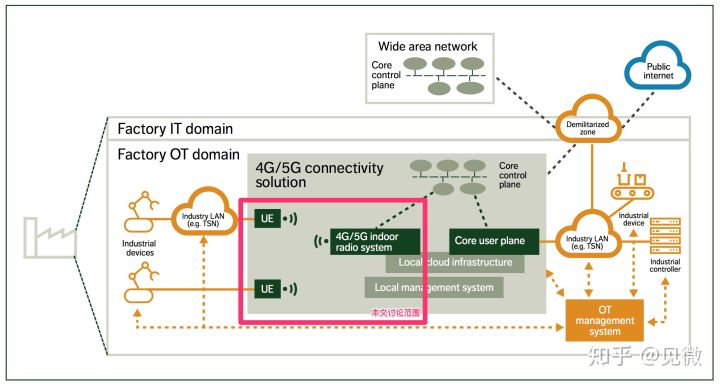 Wide area network
Core
control
plane
Public
internet
Demilitarized
zone
Factory IT domain
Factory OT domain
4G/5G connectivity
solution
Core
control
plane
Industry LAN
(e.g. TSN)
UE
4G/5G indoor
radio system
Core user plane
Industrial
devices
Industry LAN
(e.g. TSN)
Industrial
device
Industrial
controller
Local cloud infrastructure
UE
Local management system
本文讨论范围
OT
management
system
知乎 @见微